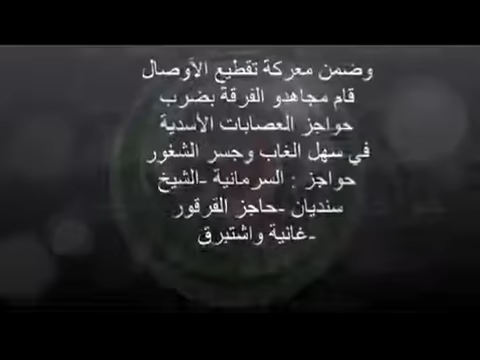 وضمن معركة تقطيع الأوصال
قام مجاهدو الفرقة بضرب
حواجز العصابات الأسدية
في سهل الغاب وجسر الشغور
حواجز : السرمانية -الشيخ
سنديان -حاجز القرقور
-غانية واشتبرق